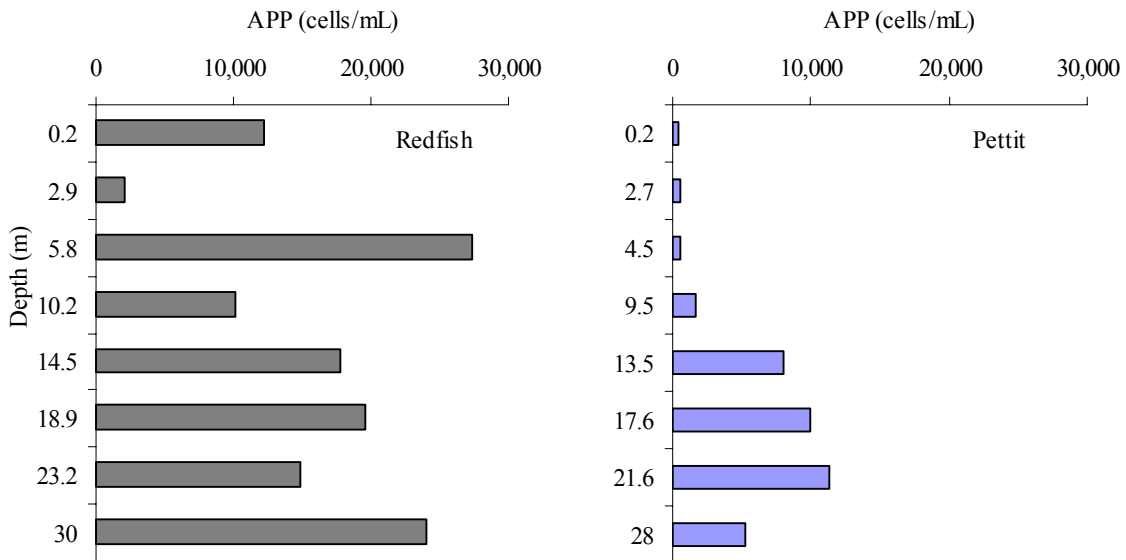 APP (cells/mL)
0 10,000 20,000 30,000
Redfish
Depth (m)
0.2
2.9
5.8
10.2
14.5
18.9
23.2
30
APP (cells/mL)
0 10,000 20,000 30,000
Pettit
0.2
2.7
4.5
9.5
13.5
17.6
21.6
28